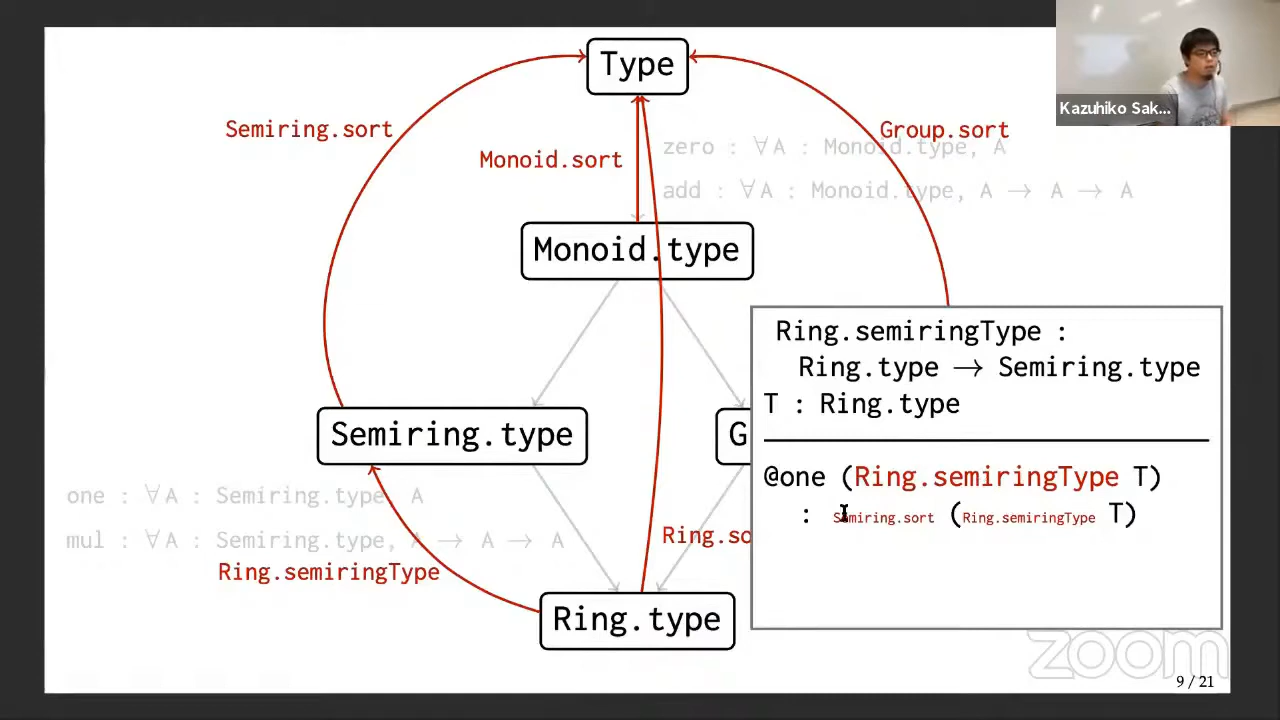 Type
Kazuhiko Sak...
Semiring.sort
Group.sort
Monoid.sort
zero : ∀A : Monoid.type, A
add : ∀A : Monoid.type, A → A → A
Monoid.type
Ring.semiringType :
Ring.type → Semiring.type
T : Ring.type
Semiring.type
G
@one (Ring.semiringType T)
: Semiring.sort (Ring.semiringType T)
one : ∀A : Semiring.type, A
mul : ∀A : Semiring.type, A → A → A
Ring.so
Ring.semiringType
Ring.type
zoom
9 / 21